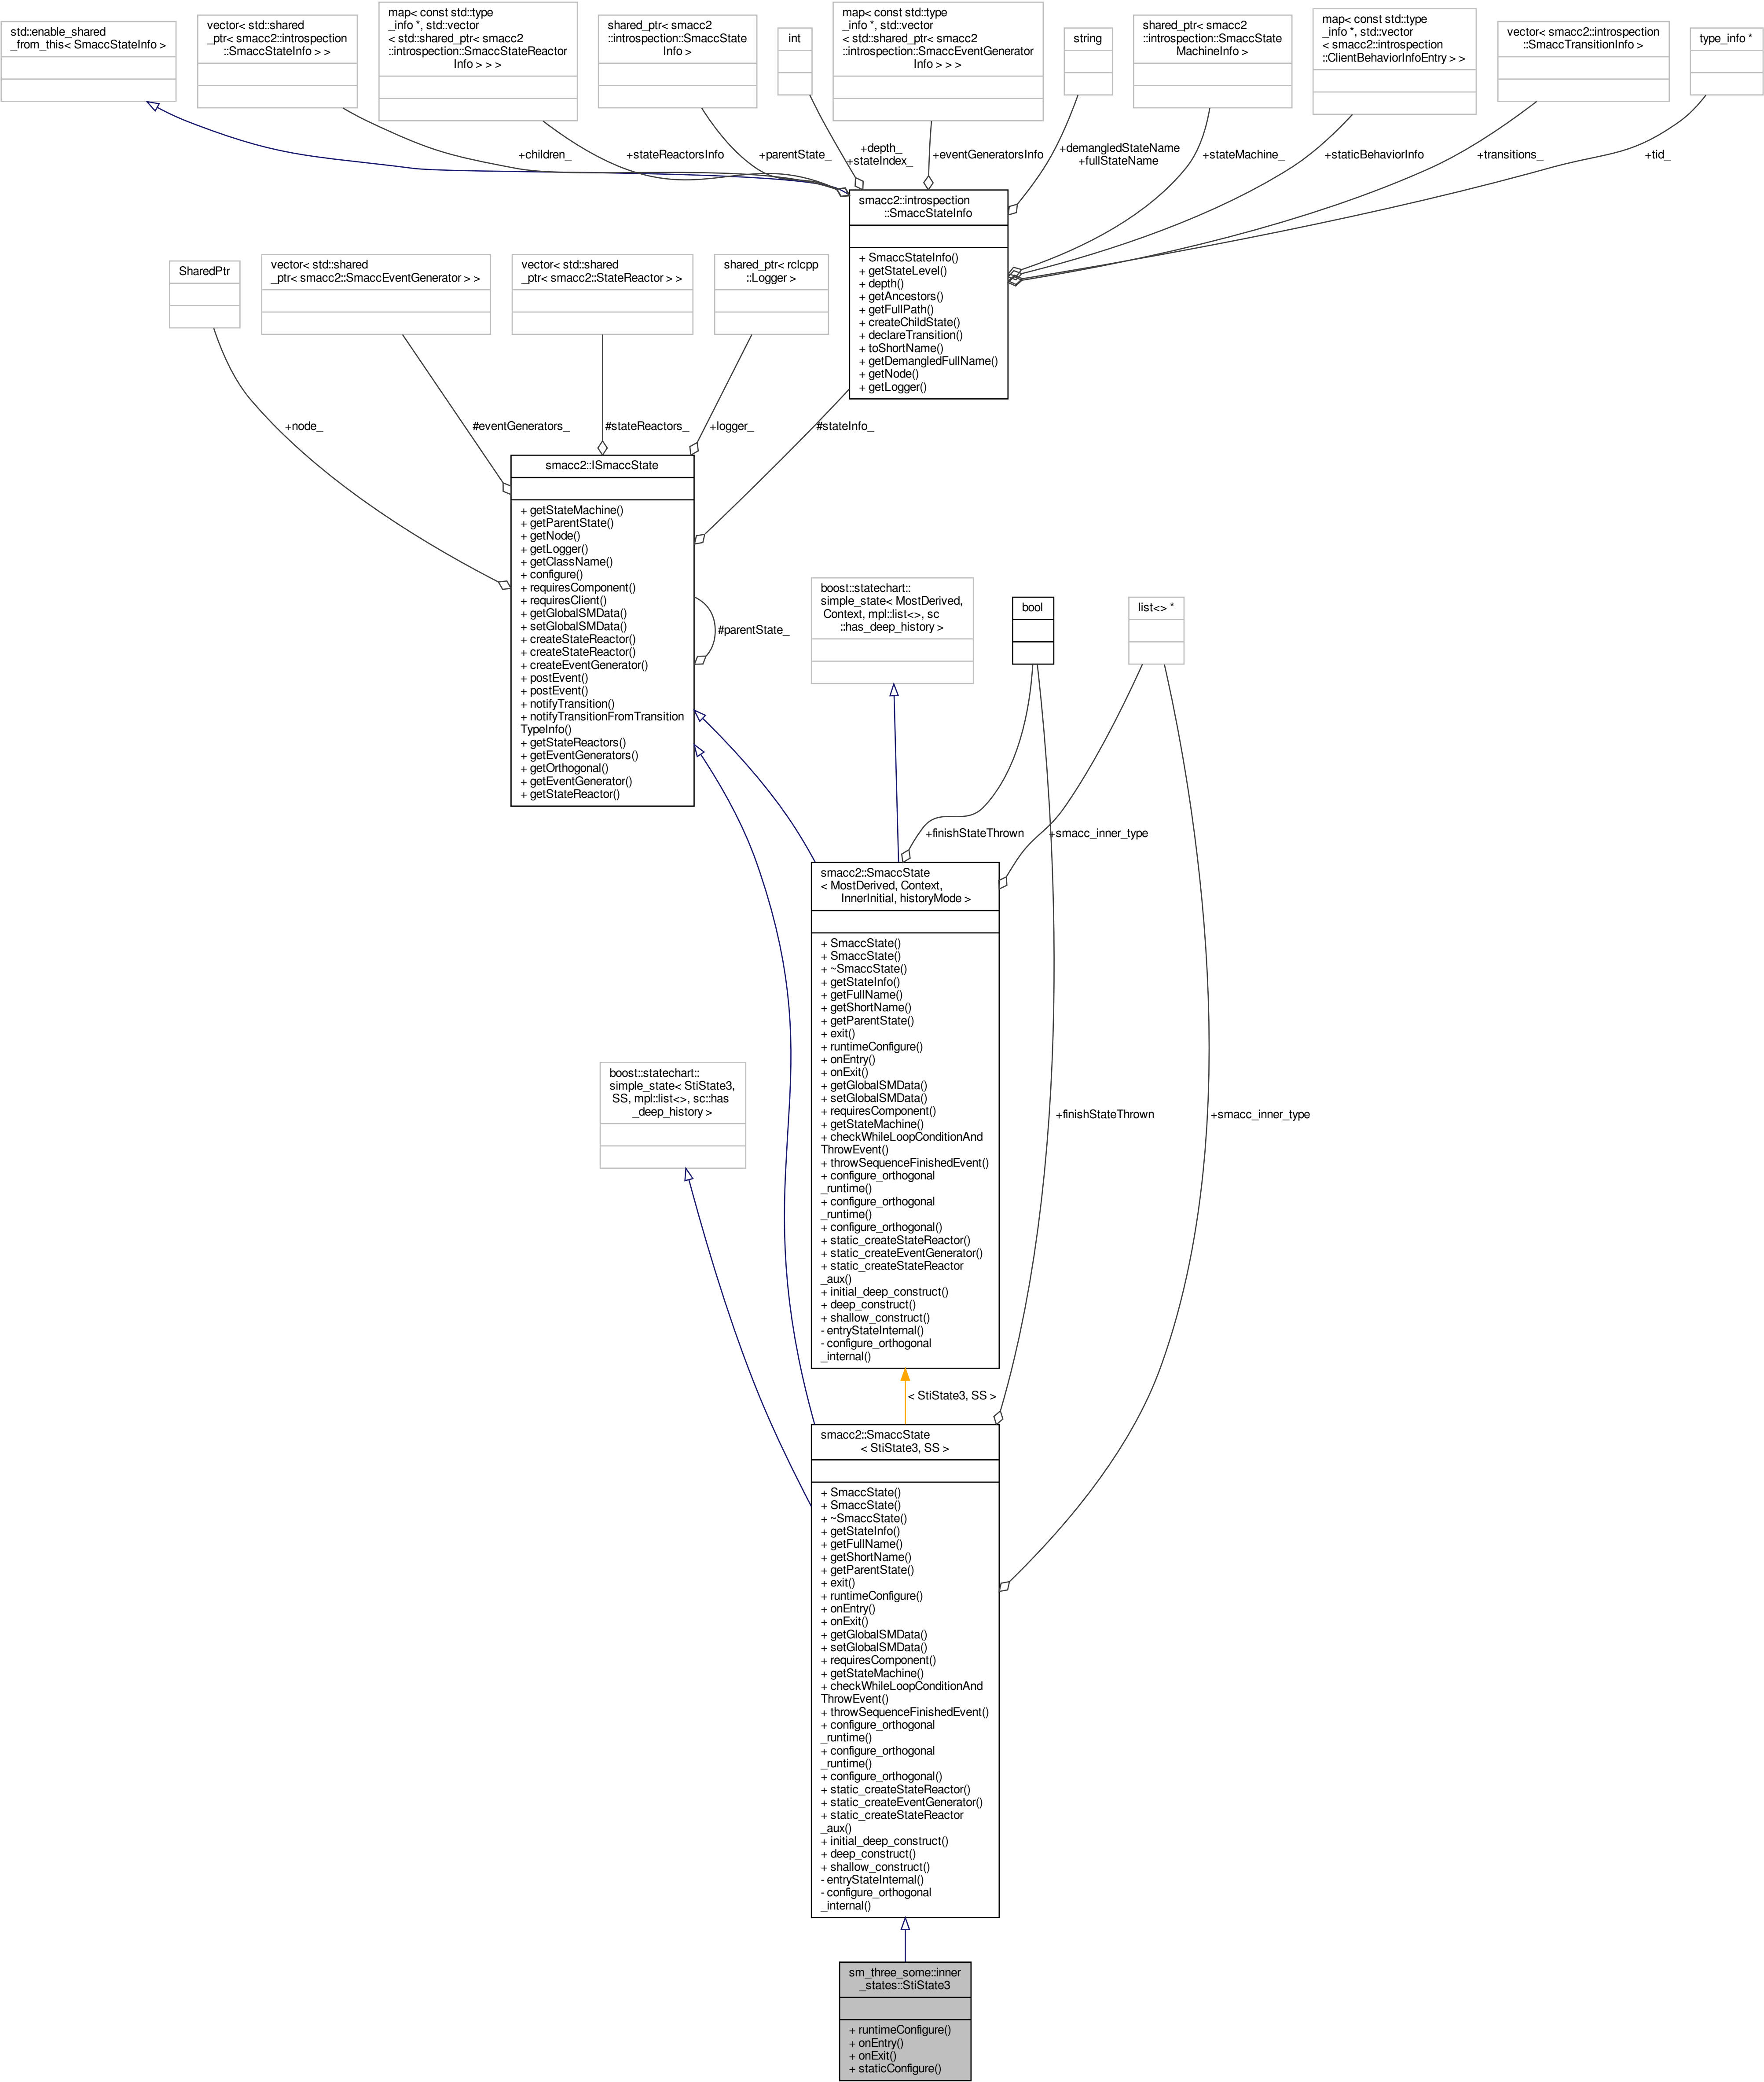 std::enable_shared
_from_this< SmaccStateInfo >
vector< std::shared
_ptr< smacc2::introspection
::SmaccStateInfo > >
map< const std::type
_info *, std::vector
< std::shared_ptr< smacc2
::introspection::SmaccStateReactor
Info > > >
shared_ptr< smacc2
::introspection::SmaccState
Info >
int
map< const std::type
_info *, std::vector
< std::shared_ptr< smacc2
::introspection::SmaccEventGenerator
Info > > >
string
shared_ptr< smacc2
::introspection::SmaccState
MachineInfo >
map< const std::type
_info *, std::vector
< smacc2::introspection
::ClientBehaviorInfoEntry > >
vector< smacc2::introspection
::SmaccTransitionInfo >
type_info *
+children_
+stateReactorsInfo
+parentState_
+depth_
+stateIndex_
+eventGeneratorsInfo
+demangledStateName
+fullStateName
+stateMachine_
+staticBehaviorInfo
+transitions_
+tid_
smacc2::introspection
::SmaccStateInfo
+ SmaccStateInfo()
+ getStateLevel()
+ depth()
+ getAncestors()
+ getFullPath()
+ createChildState()
+ declareTransition()
+ toShortName()
+ getDemangledFullName()
+ getNode()
+ getLogger()
SharedPtr
vector< std::shared
_ptr< smacc2::SmaccEventGenerator > >
vector< std::shared
_ptr< smacc2::StateReactor > >
shared_ptr< rclcpp
::Logger >
+node_
#eventGenerators_
#stateReactors_
+logger_
#stateInfo_
smacc2::ISmaccState
+ getStateMachine()
+ getParentState()
+ getNode()
+ getLogger()
+ getClassName()
+ configure()
+ requiresComponent()
+ requiresClient()
+ getGlobalSMData()
+ setGlobalSMData()
+ createStateReactor()
+ createStateReactor()
+ createEventGenerator()
+ postEvent()
+ postEvent()
+ notifyTransition()
+ notifyTransitionFromTransition
TypeInfo()
+ getStateReactors()
+ getEventGenerators()
+ getOrthogonal()
+ getEventGenerator()
+ getStateReactor()
#parentState_
boost::statechart::
simple_state< MostDerived,
Context, mpl::list<>, sc
::has_deep_history >
bool
list<> *
+finishStateThrown
+smacc_inner_type
smacc2::SmaccState
< MostDerived, Context,
InnerInitial, historyMode >
+ SmaccState()
+ SmaccState()
+ ~SmaccState()
+ getStateInfo()
+ getFullName()
+ getShortName()
+ getParentState()
+ exit()
+ runtimeConfigure()
+ onEntry()
+ onExit()
+ getGlobalSMData()
+ setGlobalSMData()
+ requiresComponent()
+ getStateMachine()
+ checkWhileLoopConditionAnd
ThrowEvent()
+ throwSequenceFinishedEvent()
+ configure_orthogonal
_runtime()
+ configure_orthogonal
_runtime()
+ configure_orthogonal()
+ static_createStateReactor()
+ static_createEventGenerator()
+ static_createStateReactor
_aux()
+ initial_deep_construct()
+ deep_construct()
+ shallow_construct()
- entryStateInternal()
- configure_orthogonal
_internal()
boost::statechart::
simple_state< StiState3,
SS, mpl::list<>, sc::has
_deep_history >
+finishStateThrown
+smacc_inner_type
< StiState3, SS >
smacc2::SmaccState
< StiState3, SS >
+ SmaccState()
+ SmaccState()
+ ~SmaccState()
+ getStateInfo()
+ getFullName()
+ getShortName()
+ getParentState()
+ exit()
+ runtimeConfigure()
+ onEntry()
+ onExit()
+ getGlobalSMData()
+ setGlobalSMData()
+ requiresComponent()
+ getStateMachine()
+ checkWhileLoopConditionAnd
ThrowEvent()
+ throwSequenceFinishedEvent()
+ configure_orthogonal
_runtime()
+ configure_orthogonal
_runtime()
+ configure_orthogonal()
+ static_createStateReactor()
+ static_createEventGenerator()
+ static_createStateReactor
_aux()
+ initial_deep_construct()
+ deep_construct()
+ shallow_construct()
- entryStateInternal()
- configure_orthogonal
_internal()
sm_three_some::inner
_states::StiState3
+ runtimeConfigure()
+ onEntry()
+ onExit()
+ staticConfigure()